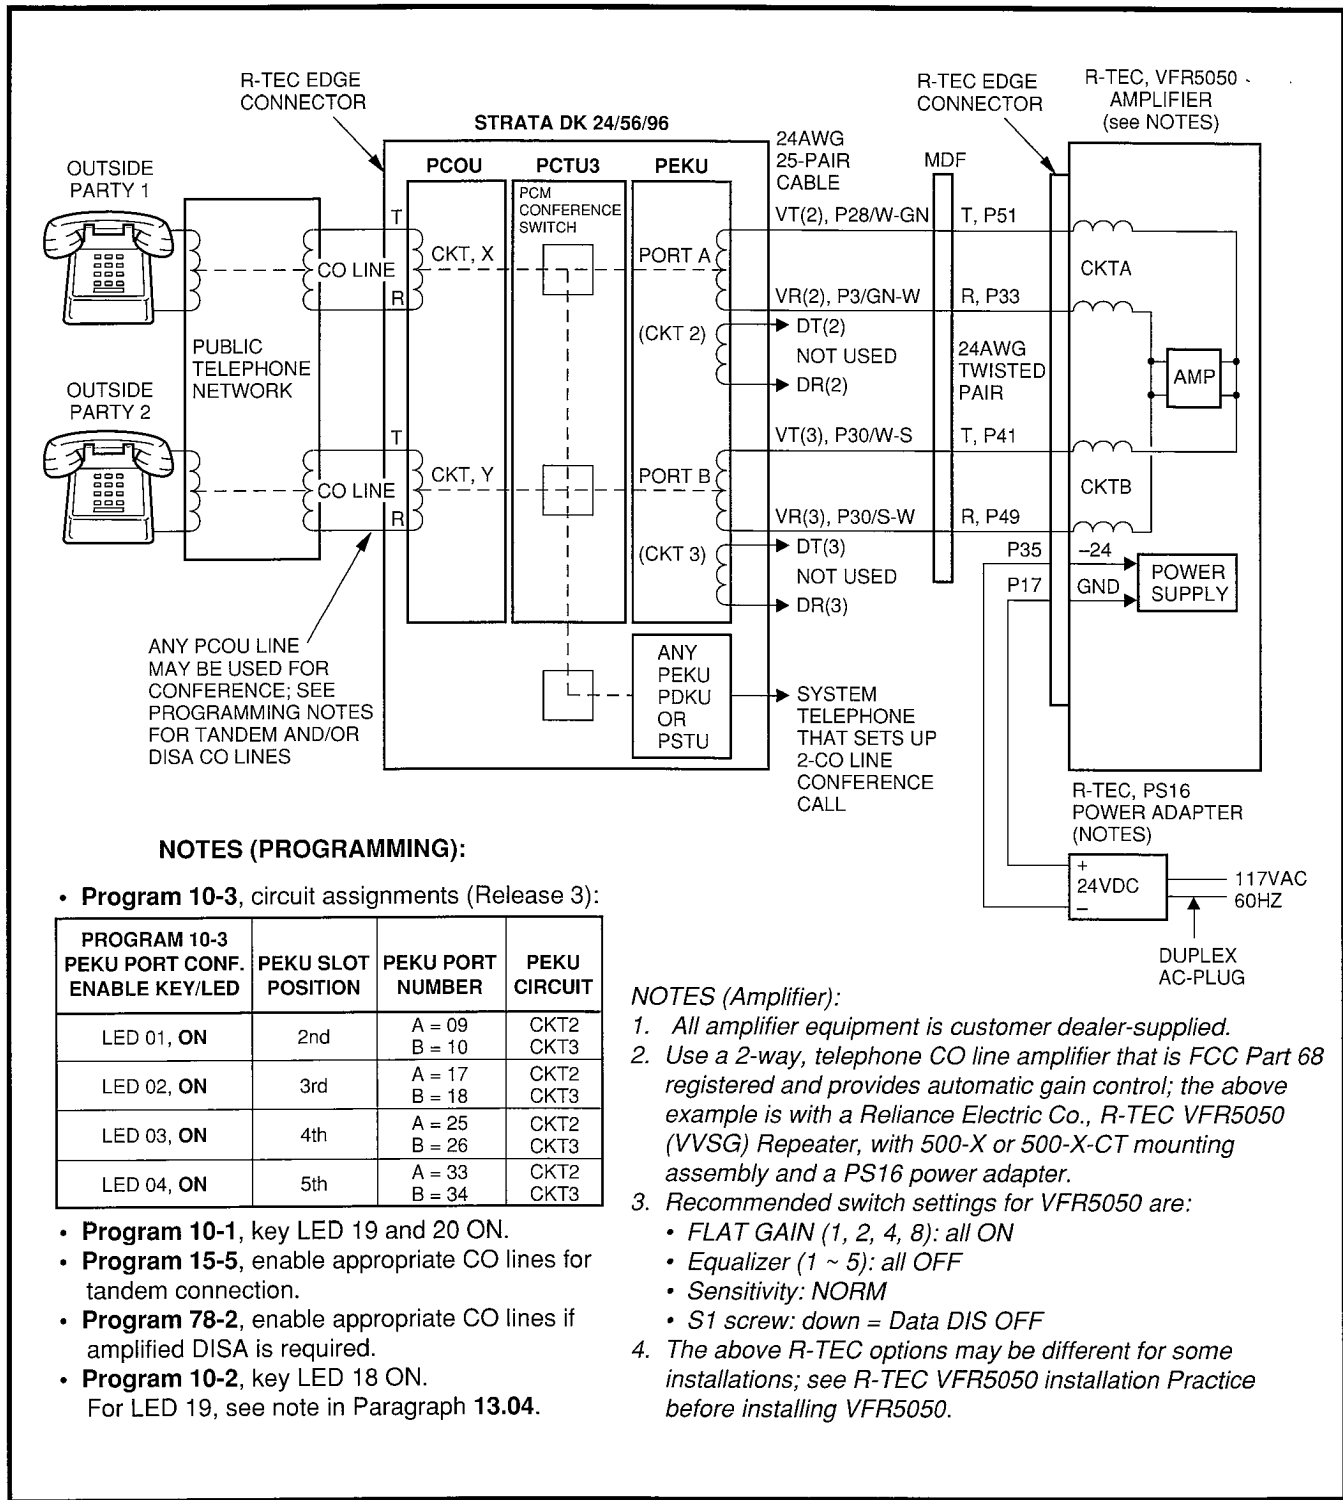 R-TEC EDGE
CONNECTOR
STRATA DK 24/56/96
24AWG
25-PAIR
CABLE
R-TEC EDGE
CONNECTOR
R-TEC, VFR5050
AMPLIFIER
(see NOTES)
OUTSIDE
PARTY 1
PCOU
PCTU3
PEKU
MDF
PCM
CONFERENCE
SWITCH
T
CO LINE
R
CKT, X
PORT A
VT(2), P28/W-GN
T, P51
CKTA
VR(2), P3/GN-W
R, P33
PUBLIC
TELEPHONE
NETWORK
(CKT 2)
DT(2)
NOT USED
DR(2)
24AWG
TWISTED
PAIR
AMP
OUTSIDE
PARTY 2
T
CO LINE
R
CKT, Y
PORT B
VT(3), P30/W-S
T, P41
CKTB
VR(3), P30/S-W
R, P49
(CKT 3)
DT(3)
NOT USED
DR(3)
P35
–24
P17
GND
POWER
SUPPLY
ANY PCOU LINE
MAY BE USED FOR
CONFERENCE; SEE
PROGRAMMING NOTES
FOR TANDEM AND/OR
DISA CO LINES
ANY
PEKU
PDKU
OR
PSTU
SYSTEM
TELEPHONE
THAT SETS UP
2-CO LINE
CONFERENCE
CALL
R-TEC, PS16
POWER ADAPTER
(NOTES)
+
24VDC
–
117VAC
60HZ
DUPLEX
AC-PLUG
NOTES (PROGRAMMING):
• Program 10-3, circuit assignments (Release 3):
PROGRAM 10-3
PEKU PORT CONF.
ENABLE KEY/LED
PEKU SLOT
POSITION
PEKU PORT
NUMBER
PEKU
CIRCUIT
LED 01, ON
2nd
A = 09
B = 10
CKT2
CKT3
LED 02, ON
3rd
A = 17
B = 18
CKT2
CKT3
LED 03, ON
4th
A = 25
B = 26
CKT2
CKT3
LED 04, ON
5th
A = 33
B = 34
CKT2
CKT3
• Program 10-1, key LED 19 and 20 ON.
• Program 15-5, enable appropriate CO lines for
tandem connection.
• Program 78-2, enable appropriate CO lines if
amplified DISA is required.
• Program 10-2, key LED 18 ON.
For LED 19, see note in Paragraph 13.04.
NOTES (Amplifier):
1. All amplifier equipment is customer dealer-supplied.
2. Use a 2-way, telephone CO line amplifier that is FCC Part 68
registered and provides automatic gain control; the above
example is with a Reliance Electric Co., R-TEC VFR5050
(VVSG) Repeater, with 500-X or 500-X-CT mounting
assembly and a PS16 power adapter.
3. Recommended switch settings for VFR5050 are:
• FLAT GAIN (1, 2, 4, 8): all ON
• Equalizer (1 ~ 5): all OFF
• Sensitivity: NORM
• S1 screw: down = Data DIS OFF
4. The above R-TEC options may be different for some
installations; see R-TEC VFR5050 installation Practice
before installing VFR5050.